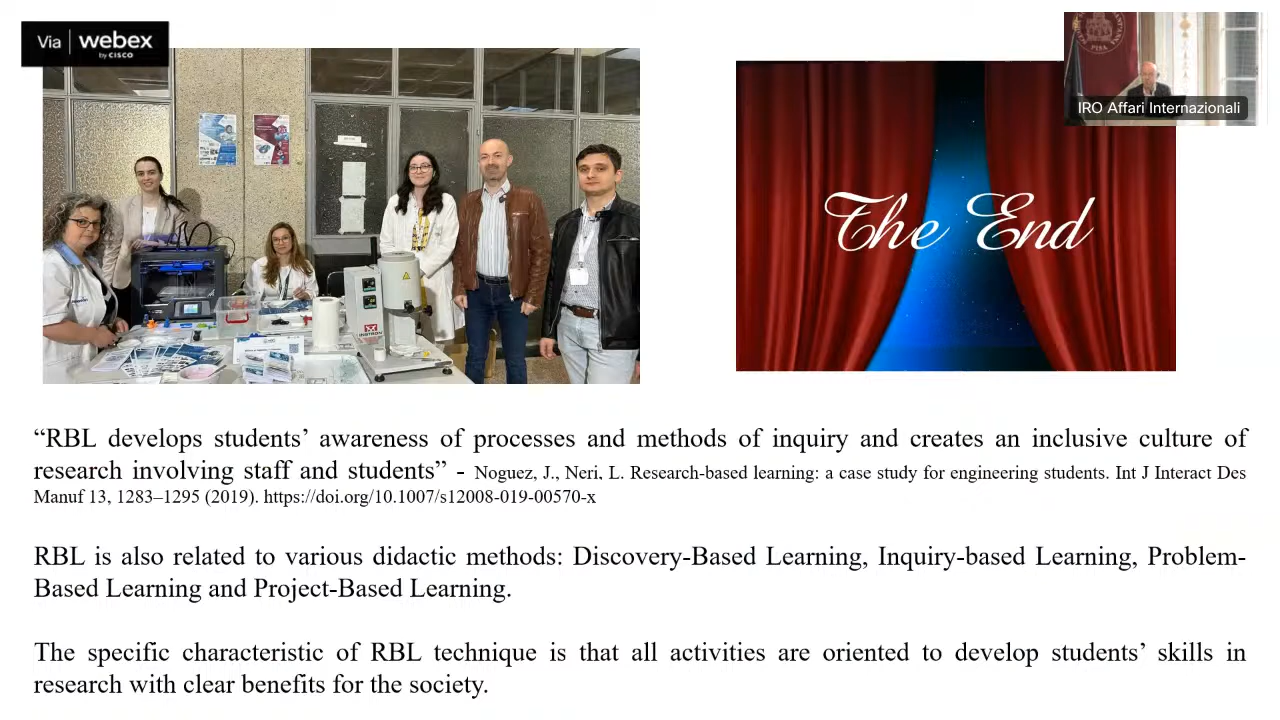 Via webex
by CISCO
PISA
IRO Affari Internazionali
The End
INSTRON
“RBL develops students’ awareness of processes and methods of inquiry and creates an inclusive culture of
research involving staff and students” - Noguez, J., Neri, L. Research-based learning: a case study for engineering students. Int J Interact Des
Manuf 13, 1283–1295 (2019). https://doi.org/10.1007/s12008-019-00570-x
RBL is also related to various didactic methods: Discovery-Based Learning, Inquiry-based Learning, Problem-
Based Learning and Project-Based Learning.
The specific characteristic of RBL technique is that all activities are oriented to develop students’ skills in
research with clear benefits for the society.